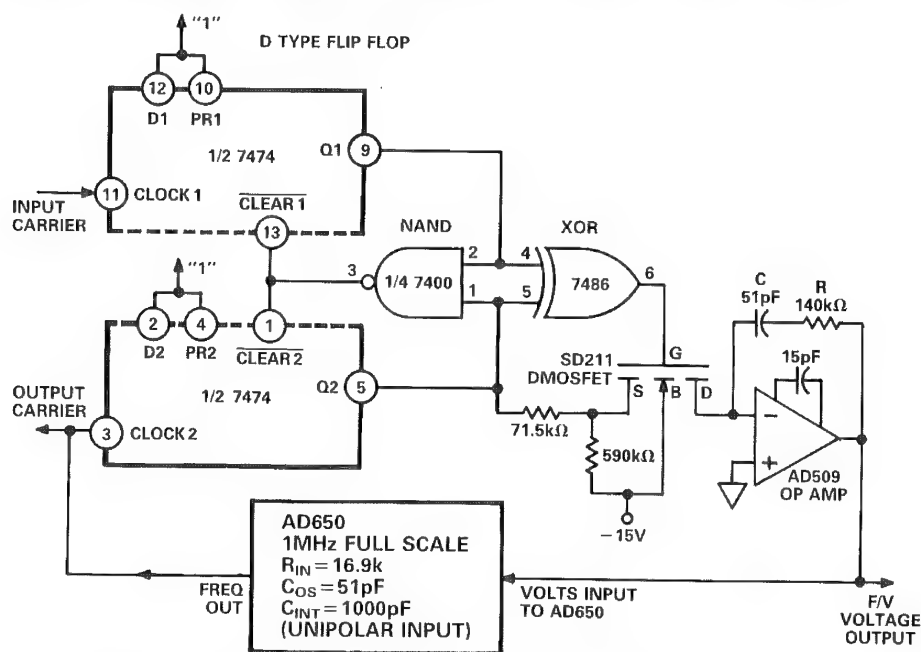 "1"
D TYPE FLIP FLOP
12
10
D1
PR1
1/2 7474
Q1
9
11
CLOCK 1
INPUT
CARRIER
CLEAR 1
13
NAND
XOR
"1"
3
2
1
1/4 7400
4
5
7486
6
C
51pF
R
140kΩ
2
4
1
D2
PR2
CLEAR 2
SD211
DMOSFET
G
S
B
D
15pF
1/2 7474
Q2
5
OUTPUT
CARRIER
3
CLOCK 2
71.5kΩ
590kΩ
−
+
AD509
OP AMP
−15V
AD650
1MHz FULL SCALE
RIN = 16.9k
COS = 51pF
CINT = 1000pF
(UNIPOLAR INPUT)
FREQ
OUT
VOLTS INPUT
TO AD650
F/V
VOLTAGE
OUTPUT